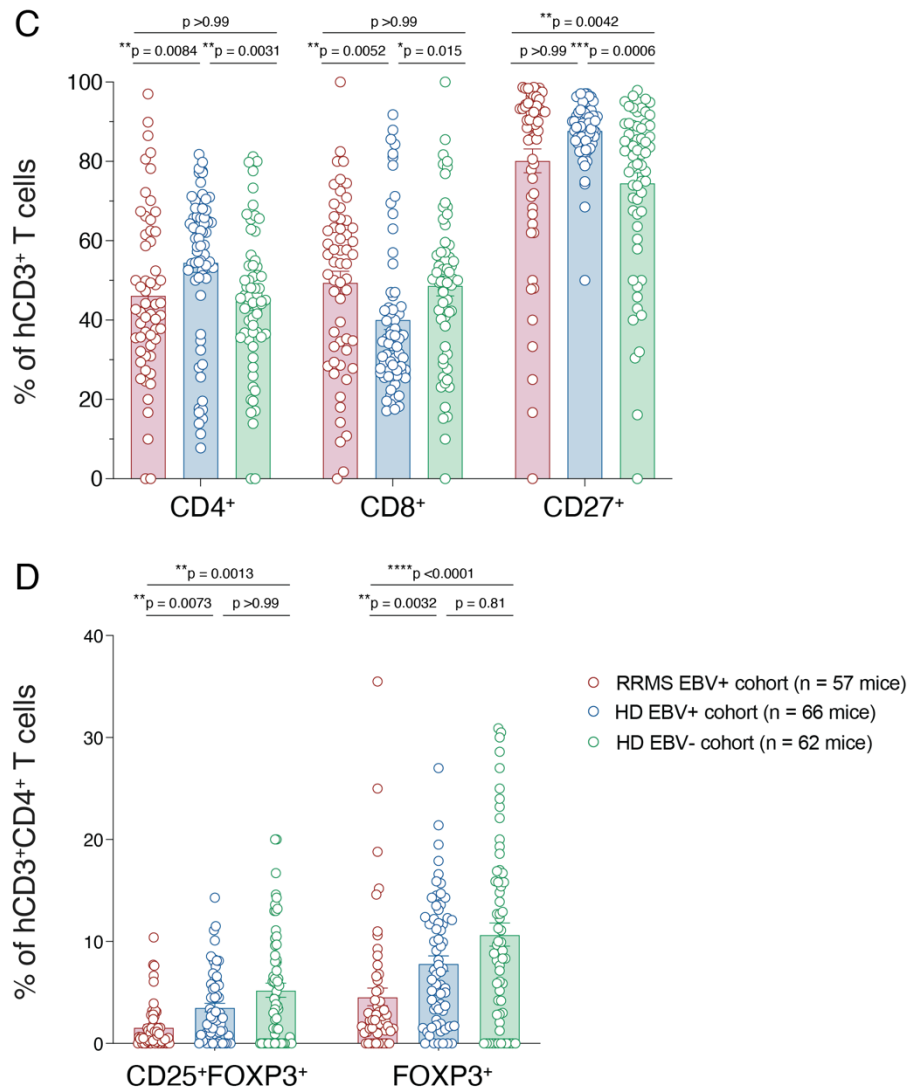 C
p >0.99 p >0.99 **p = 0.0042
**p = 0.0084 **p = 0.0031 **p = 0.0052 *p = 0.015 p >0.99 ***p = 0.0006
% of hCD3⁺ T cells
100
80
60
40
20
0
CD4⁺ CD8⁺ CD27⁺
D
**p = 0.0013 ****p <0.0001
**p = 0.0073 p >0.99 **p = 0.0032 p = 0.81
% of hCD3⁺CD4⁺ T cells
40
30
20
10
0
CD25⁺FOXP3⁺ FOXP3⁺
RRMS EBV+ cohort (n = 57 mice)
HD EBV+ cohort (n = 66 mice)
HD EBV- cohort (n = 62 mice)